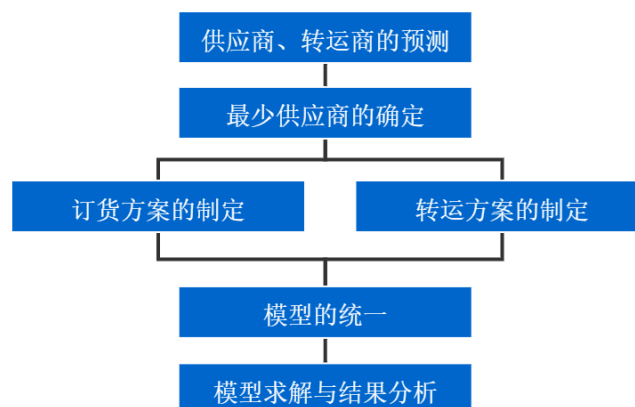 供应商、转运商的预测
最少供应商的确定
订货方案的制定
转运方案的制定
模型的统一
模型求解与结果分析